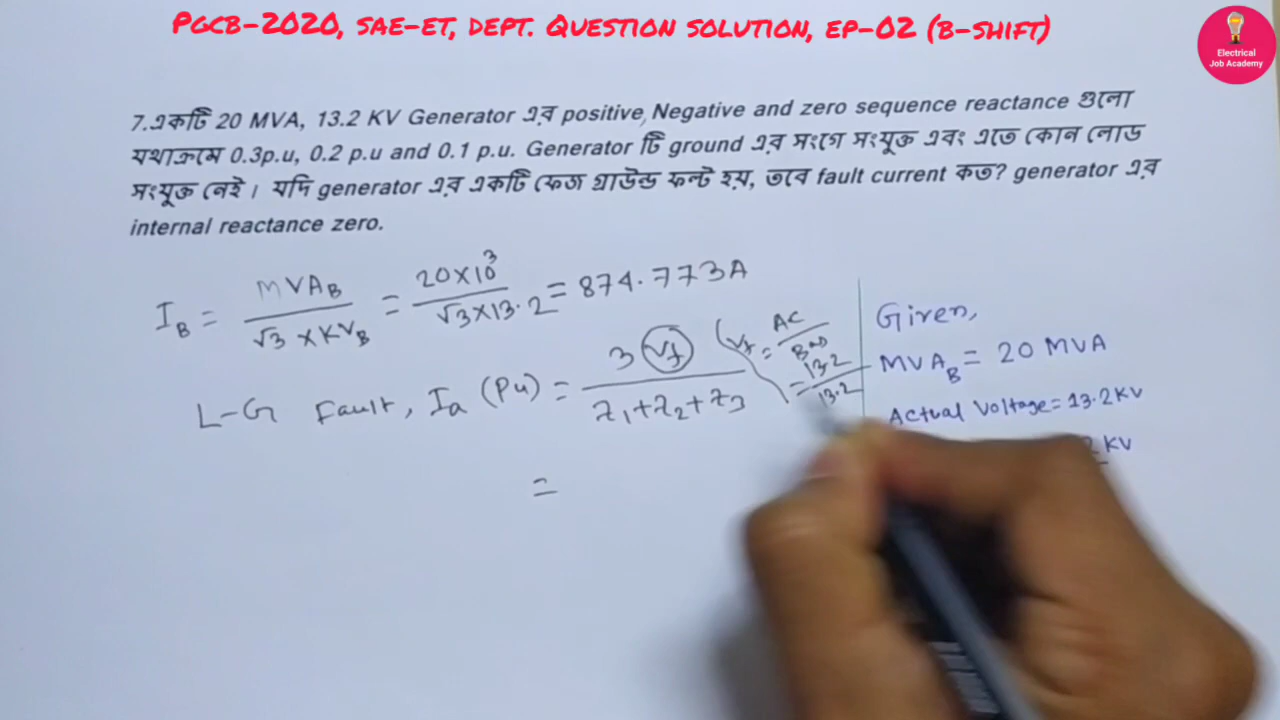 PGCB-2020, SAE-ET, DEPT. QUESTION SOLUTION, EP-02 (B-SHIFT)
Electrical
Job Academy
7.একটি 20 MVA, 13.2 KV Generator এর positive, Negative and zero sequence reactance গুলো
যথাক্রমে 0.3p.u, 0.2 p.u and 0.1 p.u. Generator টি ground এর সংগে সংযুক্ত এবং এতে কোন লোড
সংযুক্ত নেই। যদি generator এর একটি ফেজ গ্রাউন্ড ফল্ট হয়, তবে fault current কত? generator এর
internal reactance zero.
I_B = MVA_B / √3 × KV_B = 20×10³ / √3×13.2 = 874.773A
L-G Fault, Ia (Pu) = 3 Vf / Z1+Z2+Z3
(Vf = AC / = 13.2 / 13.2
=
Given,
MVA_B = 20 MVA
Actual Voltage = 13.2 KV
2 KV